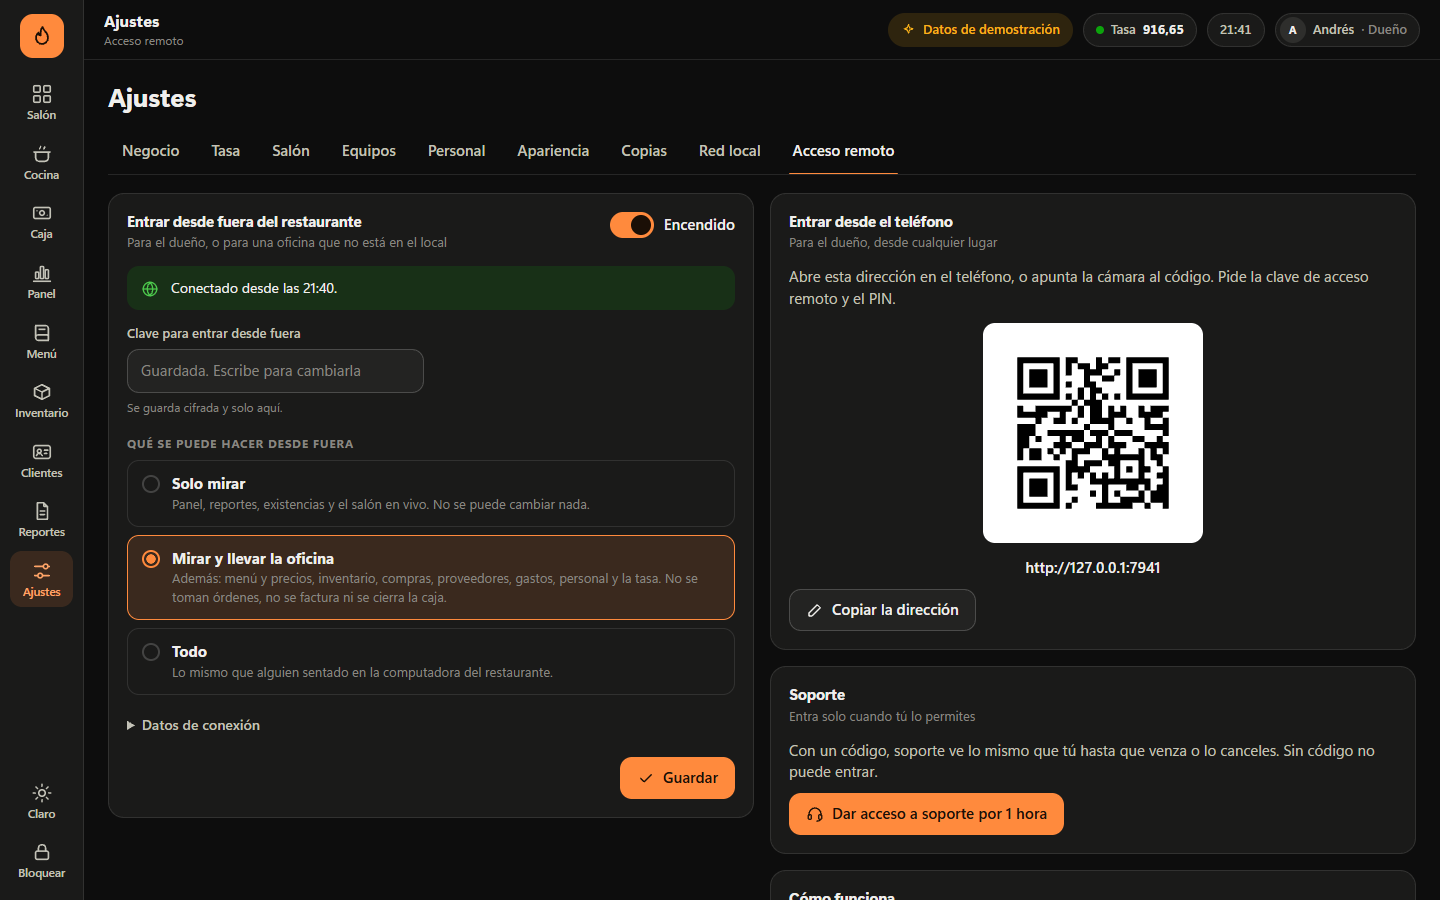 Ajustes
Acceso remoto
Datos de demostración
Tasa 916,65
21:41
A Andrés · Dueño
Salón
Cocina
Caja
Panel
Menú
Inventario
Clientes
Reportes
Ajustes
Claro
Bloquear
Ajustes
Negocio Tasa Salón Equipos Personal Apariencia Copias Red local Acceso remoto
Entrar desde fuera del restaurante
Para el dueño, o para una oficina que no está en el local
Encendido
Conectado desde las 21:40.
Clave para entrar desde fuera
Guardada. Escribe para cambiarla
Se guarda cifrada y solo aquí.
QUÉ SE PUEDE HACER DESDE FUERA
Solo mirar
Panel, reportes, existencias y el salón en vivo. No se puede cambiar nada.
Mirar y llevar la oficina
Además: menú y precios, inventario, compras, proveedores, gastos, personal y la tasa. No se
toman órdenes, no se factura ni se cierra la caja.
Todo
Lo mismo que alguien sentado en la computadora del restaurante.
Datos de conexión
Guardar
Entrar desde el teléfono
Para el dueño, desde cualquier lugar
Abre esta dirección en el teléfono, o apunta la cámara al código. Pide la clave de acceso
remoto y el PIN.
http://127.0.0.1:7941
Copiar la dirección
Soporte
Entra solo cuando tú lo permites
Con un código, soporte ve lo mismo que tú hasta que venza o lo canceles. Sin código no
puede entrar.
Dar acceso a soporte por 1 hora
Cómo funciona